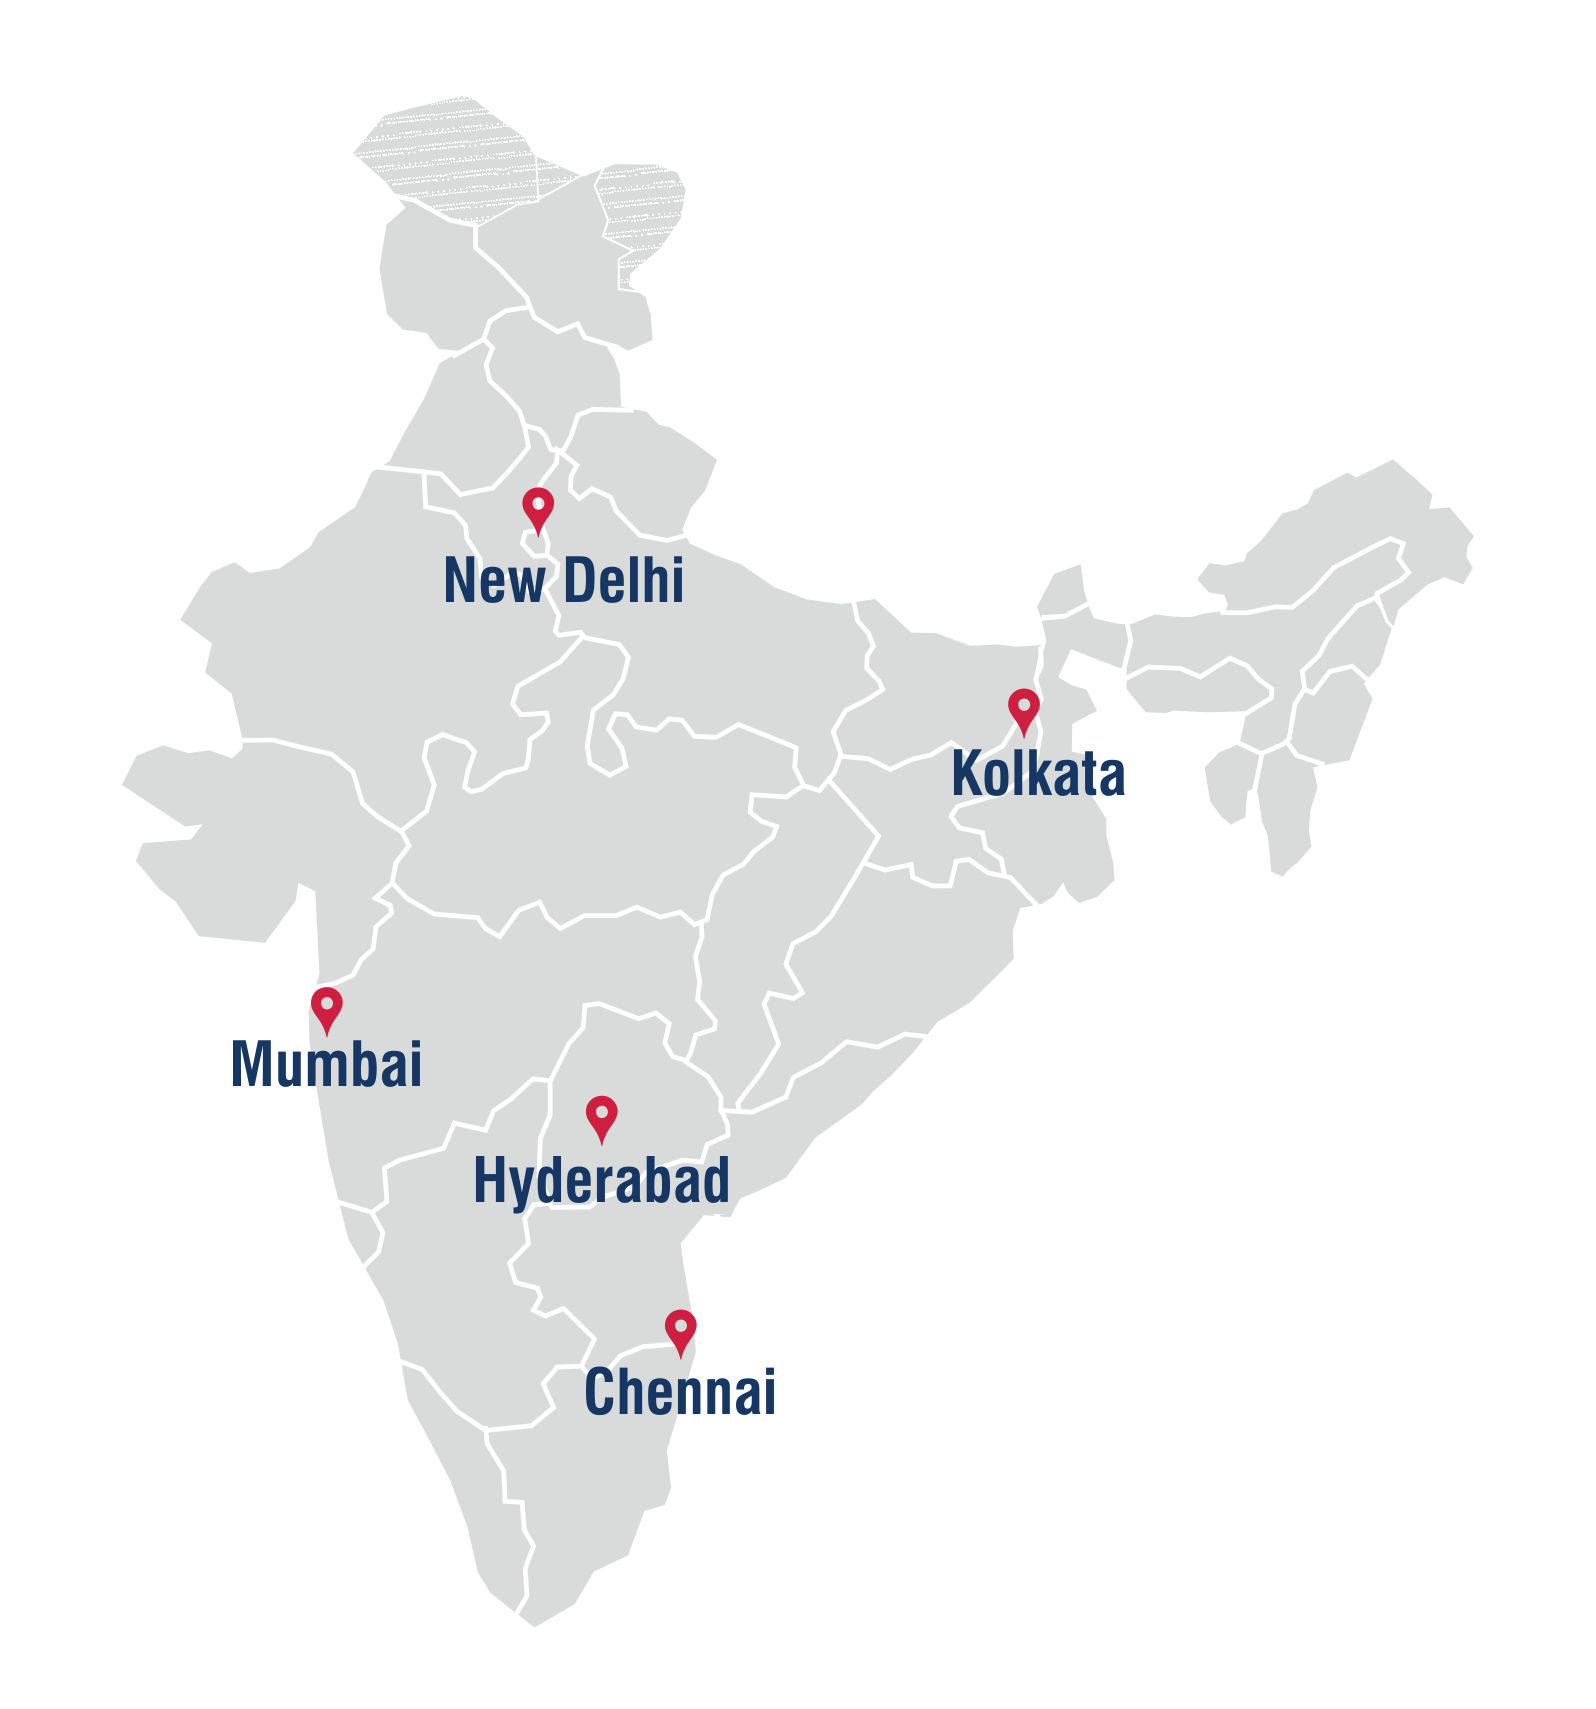 New Delhi
Kolkata
Mumbai
Hyderabad
Chennai